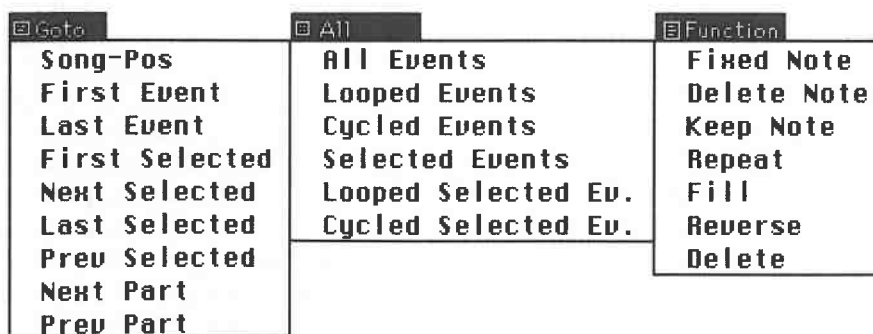 Goto
Song-Pos
First Event
Last Event
First Selected
Next Selected
Last Selected
Prev Selected
Next Part
Prev Part
All
All Events
Looped Events
Cycled Events
Selected Events
Looped Selected Ev.
Cycled Selected Ev.
Function
Fixed Note
Delete Note
Keep Note
Repeat
Fill
Reverse
Delete